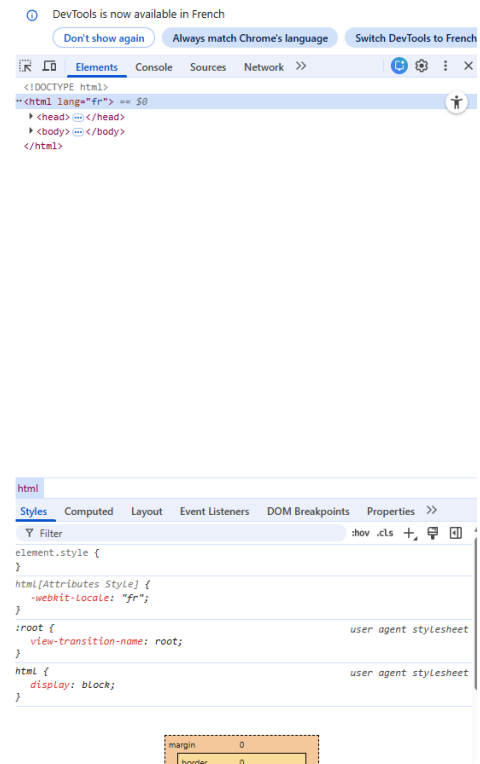 DevTools is now available in French
Don't show again Always match Chrome's language Switch DevTools to French
Elements Console Sources Network
<!DOCTYPE html>
<html lang="fr"> == $0
<head> </head>
<body> </body>
</html>
html
Styles Computed Layout Event Listeners DOM Breakpoints Properties
Filter :hov .cls
element.style {
}
html[Attributes Style] {
-webkit-locale: "fr";
}
:root { user agent stylesheet
view-transition-name: root;
}
html { user agent stylesheet
display: block;
}
margin 0
border 0